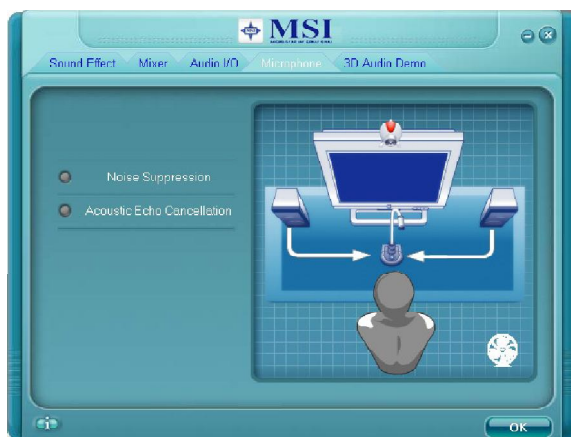 MSI
Sound Effect Mixer Audio I/O Microphone 3D Audio Demo
Noise Suppression
Acoustic Echo Cancellation
i
OK